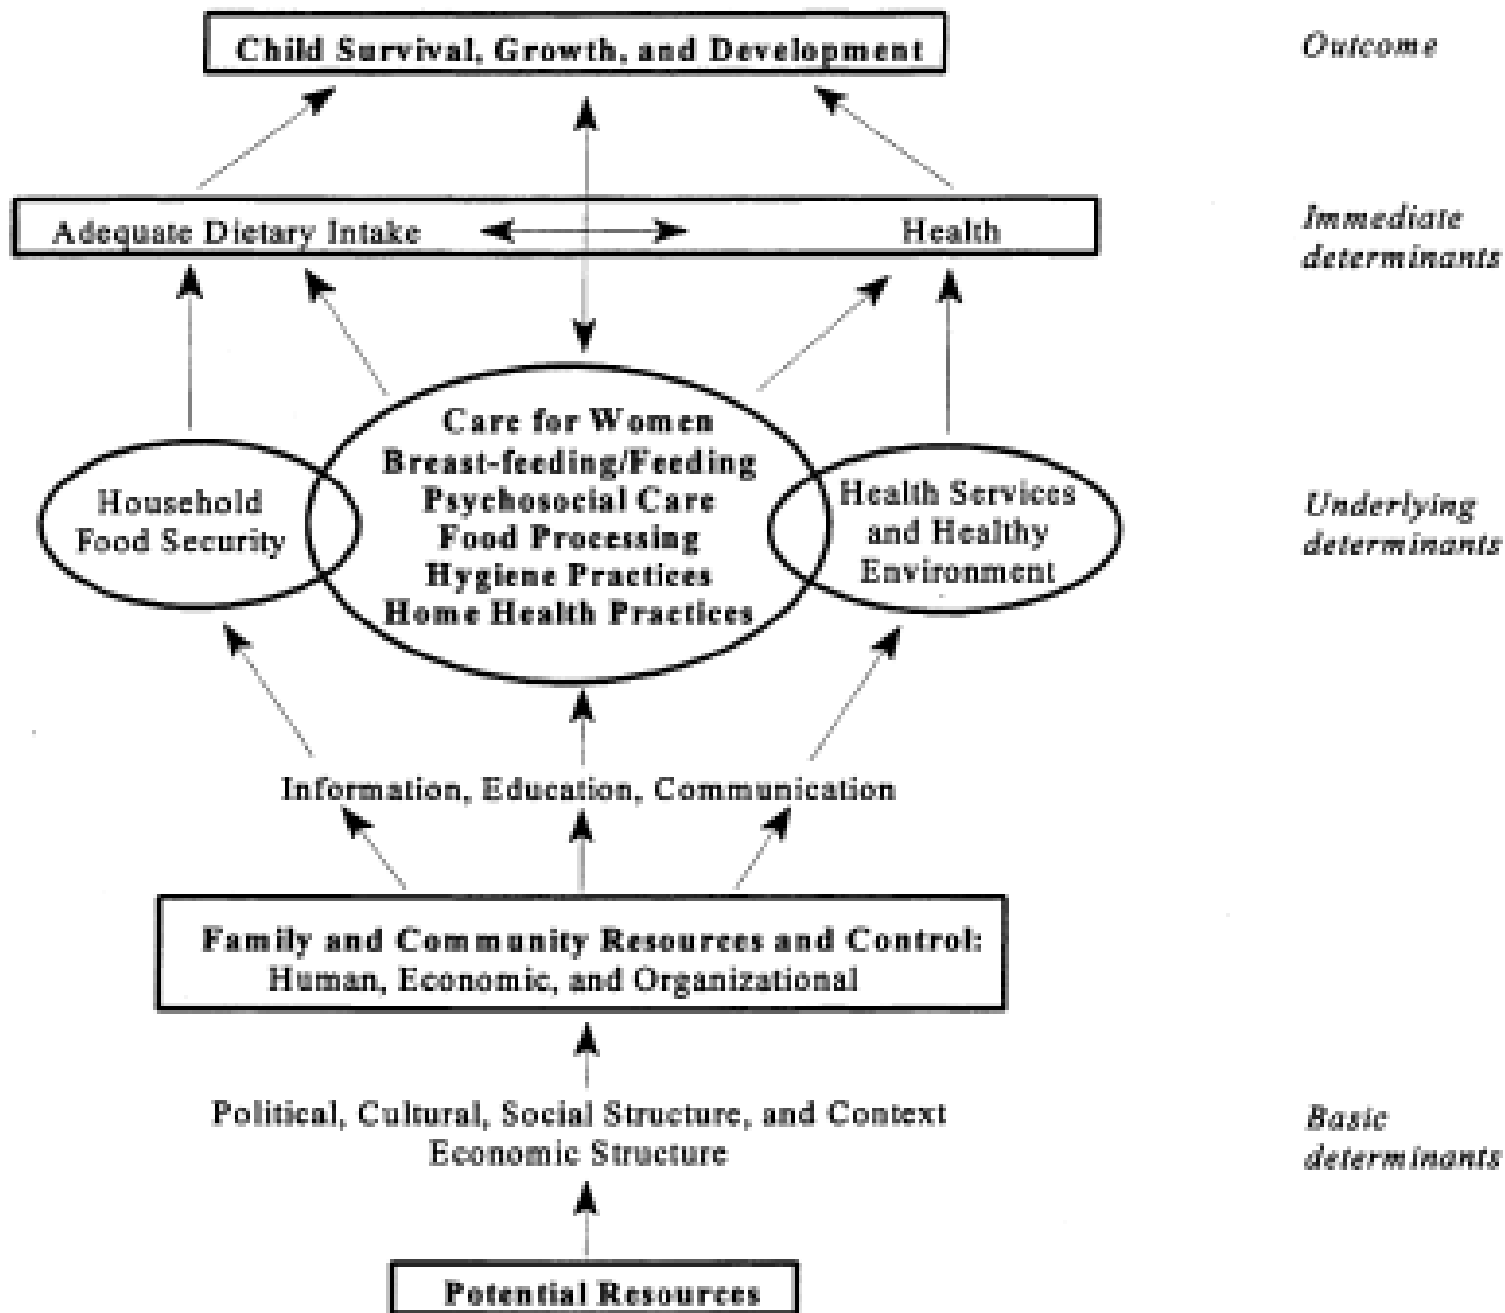 Child Survival, Growth, and Development
Outcome
Adequate Dietary Intake
Health
Immediate
determinants
Care for Women
Breast-feeding/Feeding
Psychosocial Care
Food Processing
Hygiene Practices
Home Health Practices
Household
Food Security
Health Services
and Healthy
Environment
Underlying
determinants
Information, Education, Communication
Family and Community Resources and Control:
Human, Economic, and Organizational
Political, Cultural, Social Structure, and Context
Economic Structure
Basic
determinants
Potential Resources